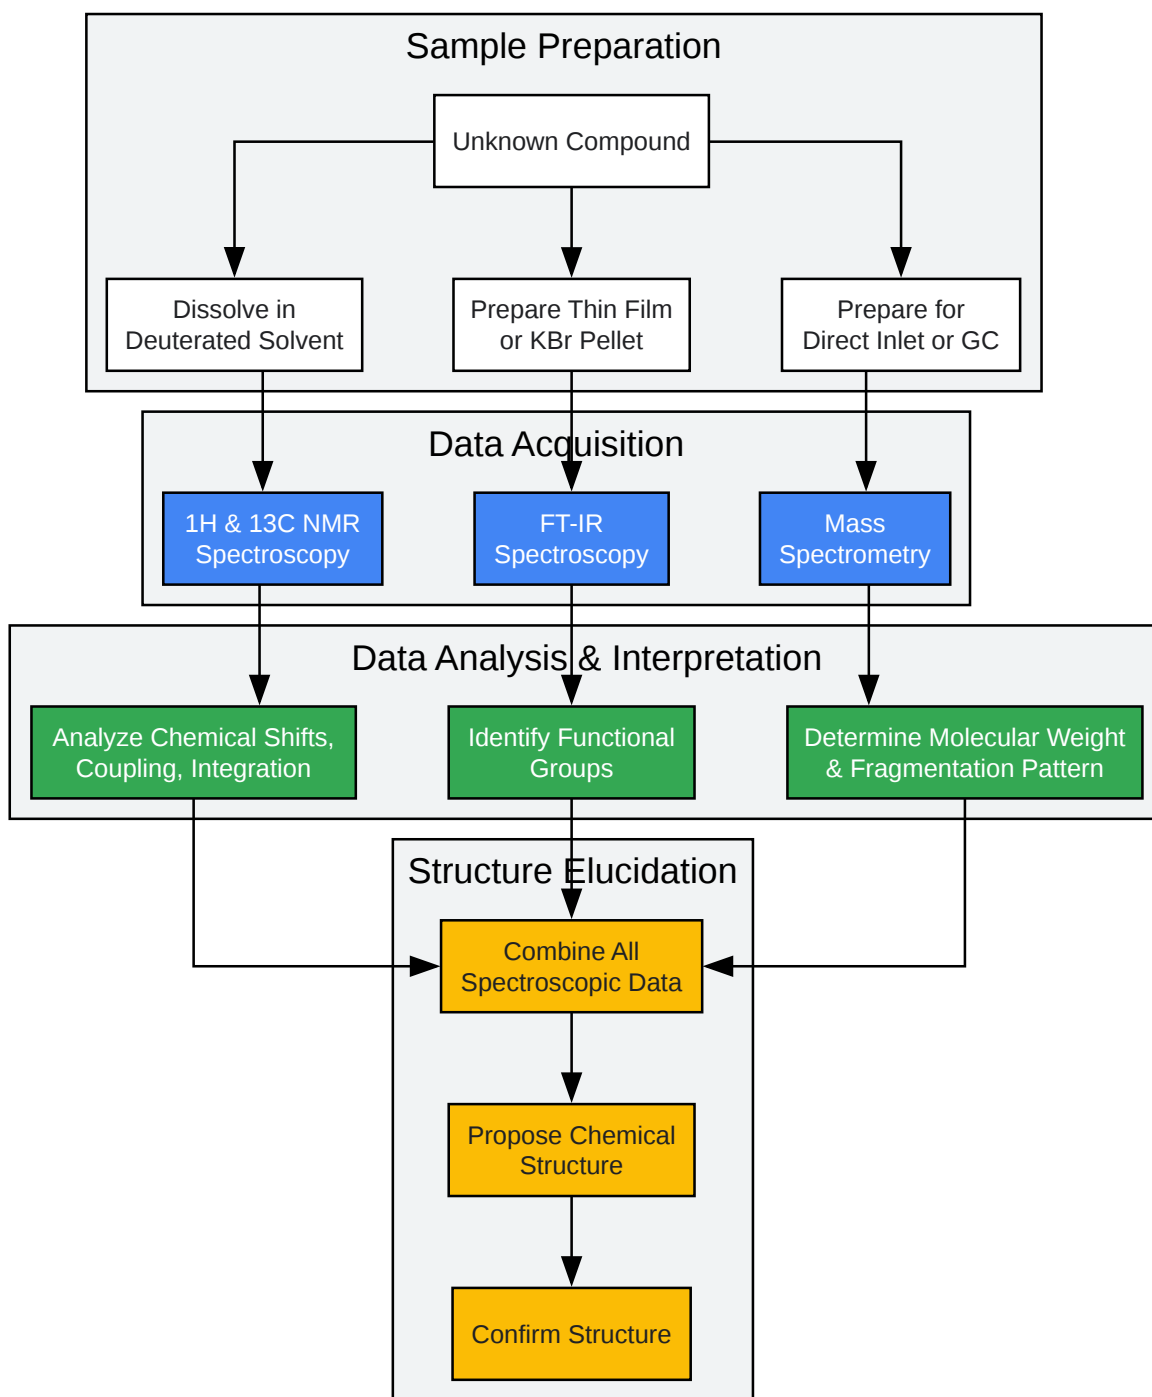 Sample Preparation
Unknown Compound
Dissolve in
Deuterated Solvent
Prepare Thin Film
or KBr Pellet
Prepare for
Direct Inlet or GC
Data Acquisition
1H & 13C NMR
Spectroscopy
FT-IR
Spectroscopy
Mass
Spectrometry
Data Analysis & Interpretation
Analyze Chemical Shifts,
Coupling, Integration
Identify Functional
Groups
Determine Molecular Weight
& Fragmentation Pattern
Structure Elucidation
Combine All
Spectroscopic Data
Propose Chemical
Structure
Confirm Structure